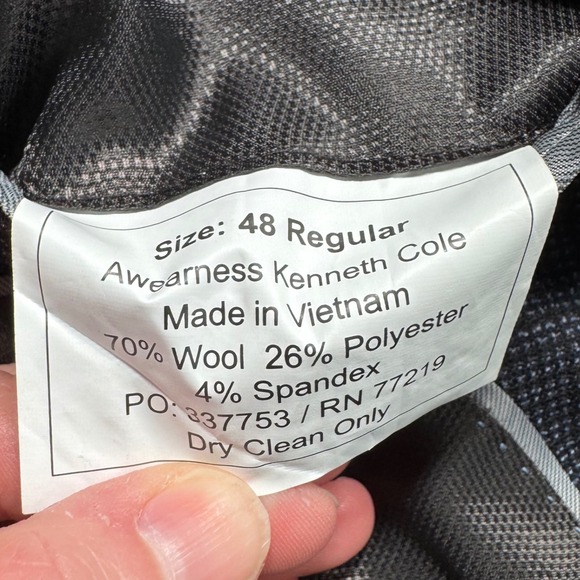 Size: 48 Regular
Awearness Kenneth Cole
Made in Vietnam
70% Wool 26% Polyester
4% Spandex
PO: 337753 / RN 77219
Dry Clean Only